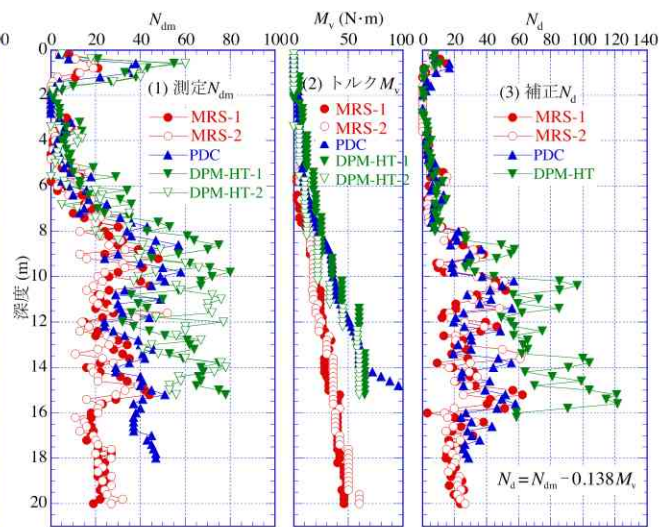 N_dm
M_v (N·m)
N_d
0
0 20 40 60 80 100
0 50 100
0 20 40 60 80 100 120
0
2
4
6
8
10
12
14
16
18
20
深度 (m)
(1) 測定N_dm
MRS-1
MRS-2
PDC
DPM-HT-1
DPM-HT-2
(2) トルクM_v
MRS-1
MRS-2
PDC
DPM-HT-1
DPM-HT-2
(3) 補正N_d
MRS-1
MRS-2
PDC
DPM-HT
N_d=N_dm−0.138M_v